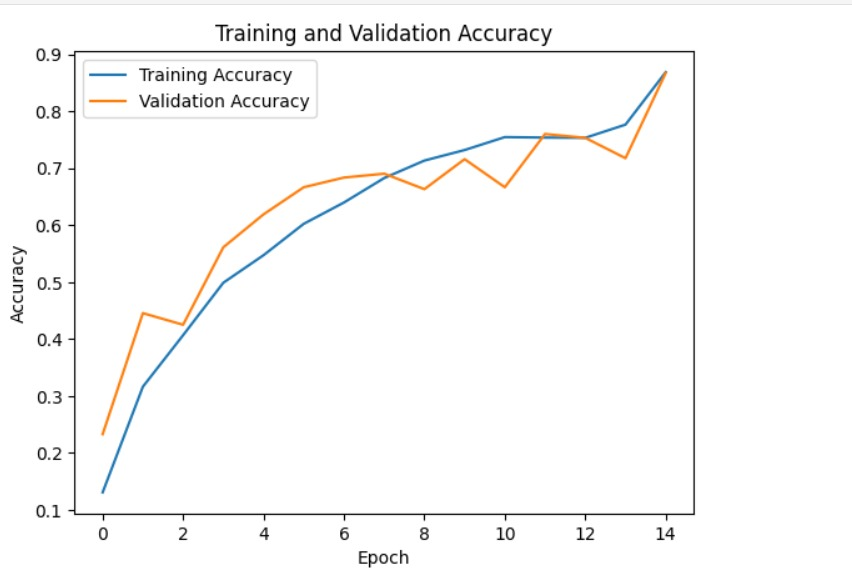 Training and Validation Accuracy
Training Accuracy
Validation Accuracy
0.9
0.8
0.7
0.6
0.5
0.4
0.3
0.2
0.1
Accuracy
0 2 4 6 8 10 12 14
Epoch